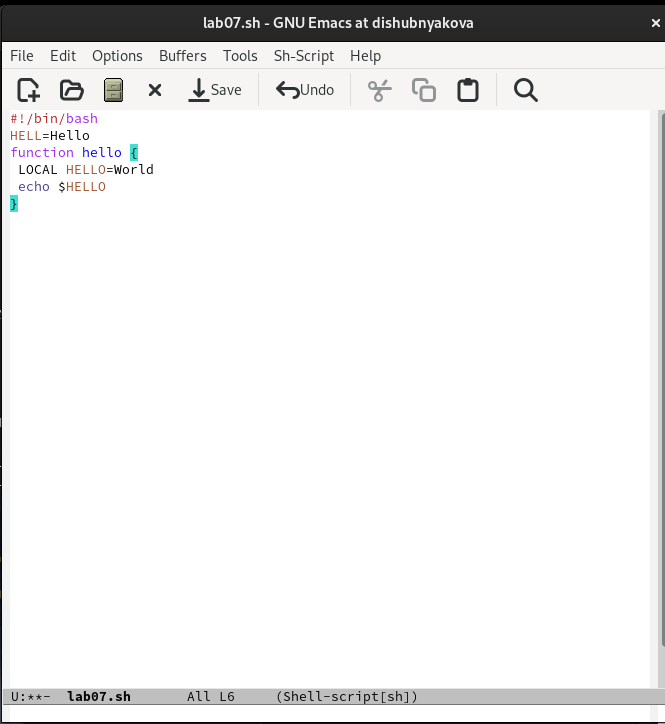 lab07.sh - GNU Emacs at dishubnyakova
File Edit Options Buffers Tools Sh-Script Help
Save Undo
#!/bin/bash
HELL=Hello
function hello {
 LOCAL HELLO=World
 echo $HELLO
}
U:**- lab07.sh All L6 (Shell-script[sh])